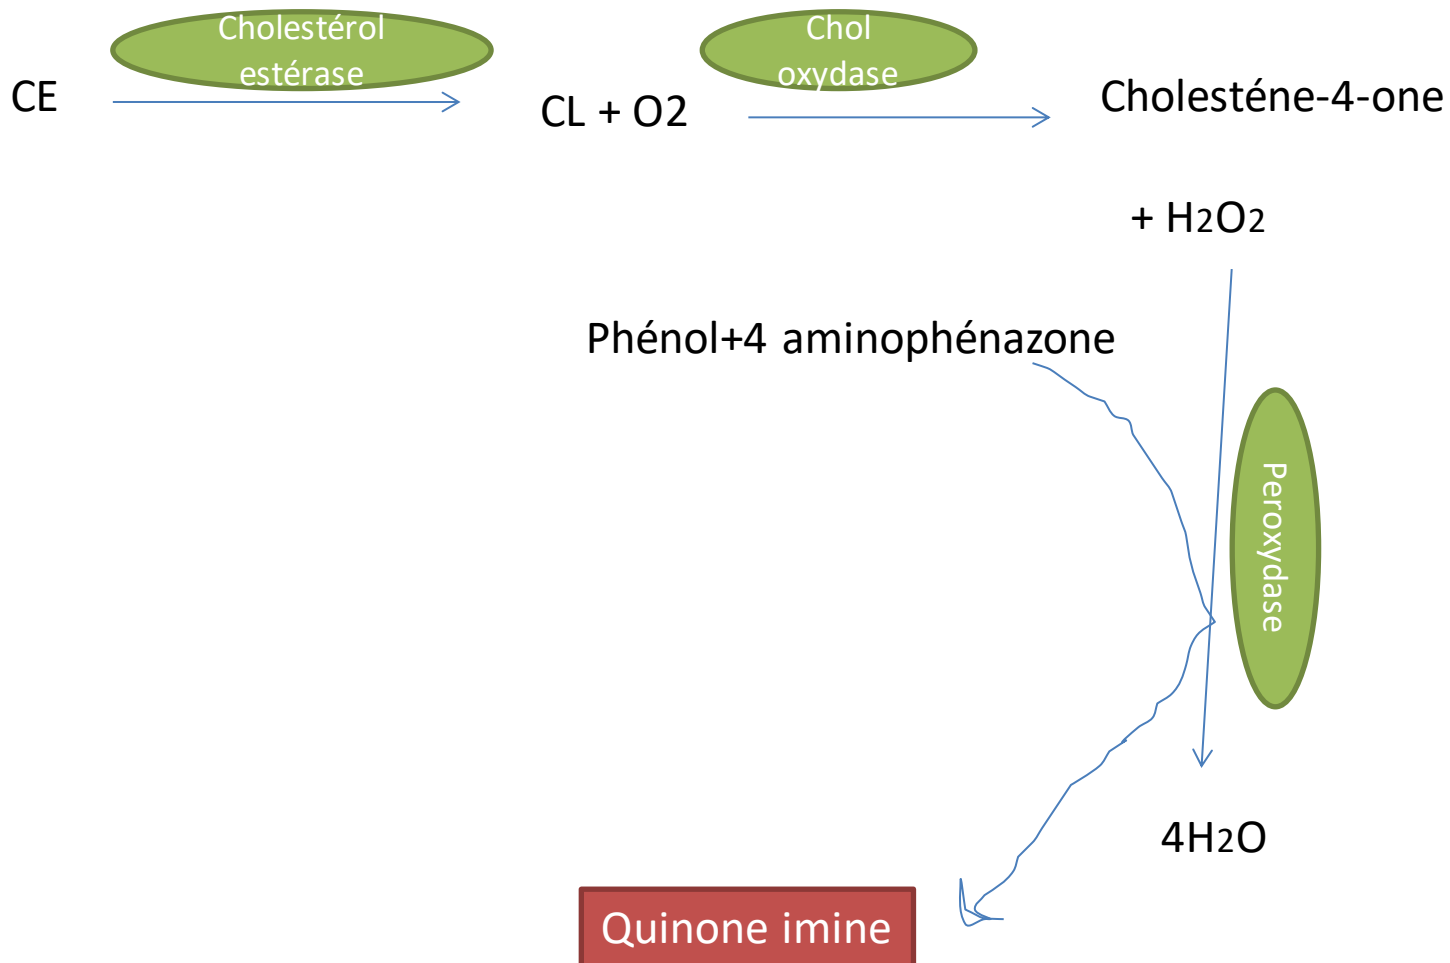 Cholestérol
estérase
Chol
oxydase
CE
CL + O2
Cholesténe-4-one
+ H2O2
Phénol+4 aminophénazone
Peroxydase
4H2O
Quinone imine